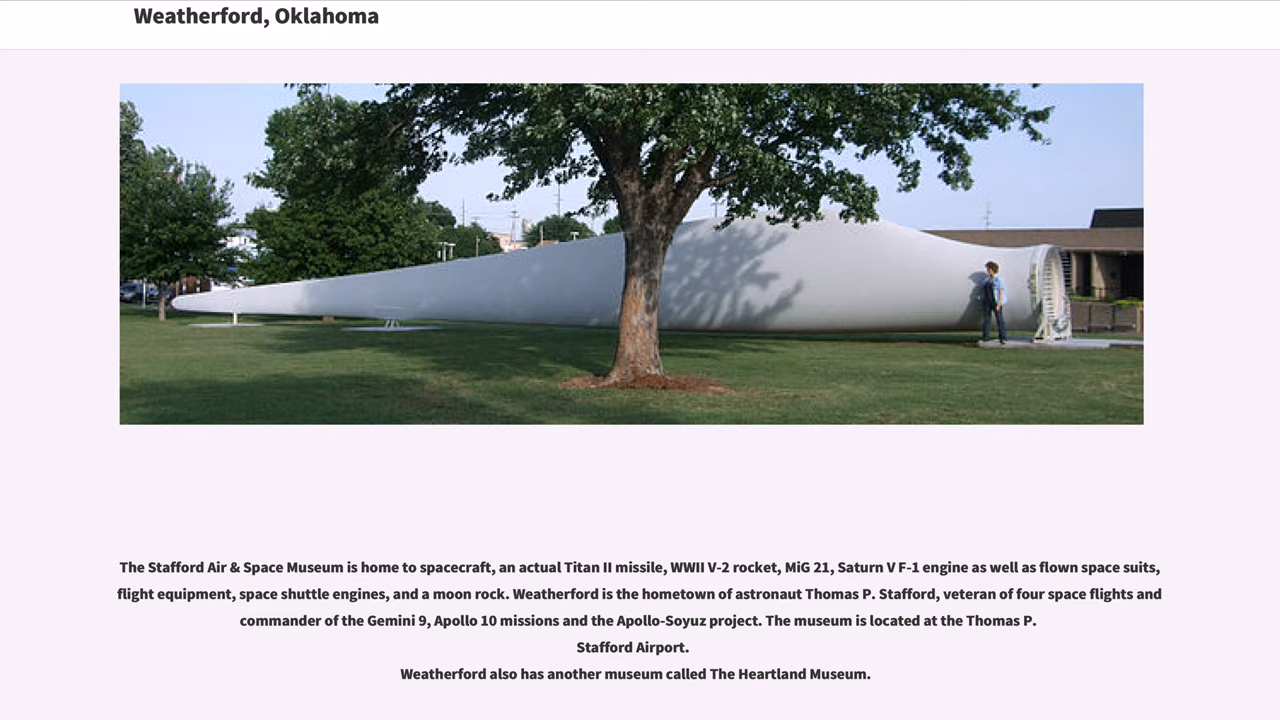 Weatherford, Oklahoma
The Stafford Air & Space Museum is home to spacecraft, an actual Titan II missile, WWII V-2 rocket, MiG 21, Saturn V F-1 engine as well as flown space suits,
flight equipment, space shuttle engines, and a moon rock. Weatherford is the hometown of astronaut Thomas P. Stafford, veteran of four space flights and
commander of the Gemini 9, Apollo 10 missions and the Apollo-Soyuz project. The museum is located at the Thomas P.
Stafford Airport.
Weatherford also has another museum called The Heartland Museum.